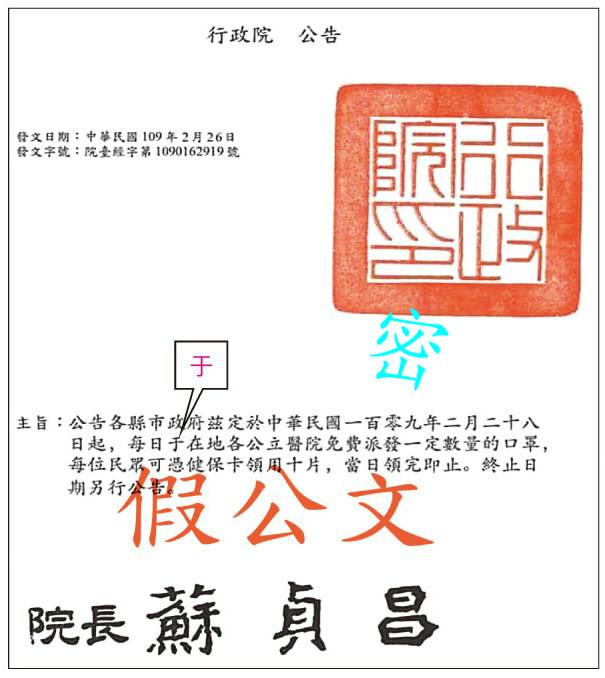 行政院 公告
發文日期：中華民國109年2月26日
發文字號：院臺經字第1090162919號
行政院印
密
于
主旨：公告各縣市政府茲定於中華民國一百零九年二月二十八
日起，每日于在地各公立醫院免費派發一定數量的口罩，
每位民眾可憑健保卡領用十片，當日領完即止。終止日
期另行公告。
假公文
院長 蘇貞昌